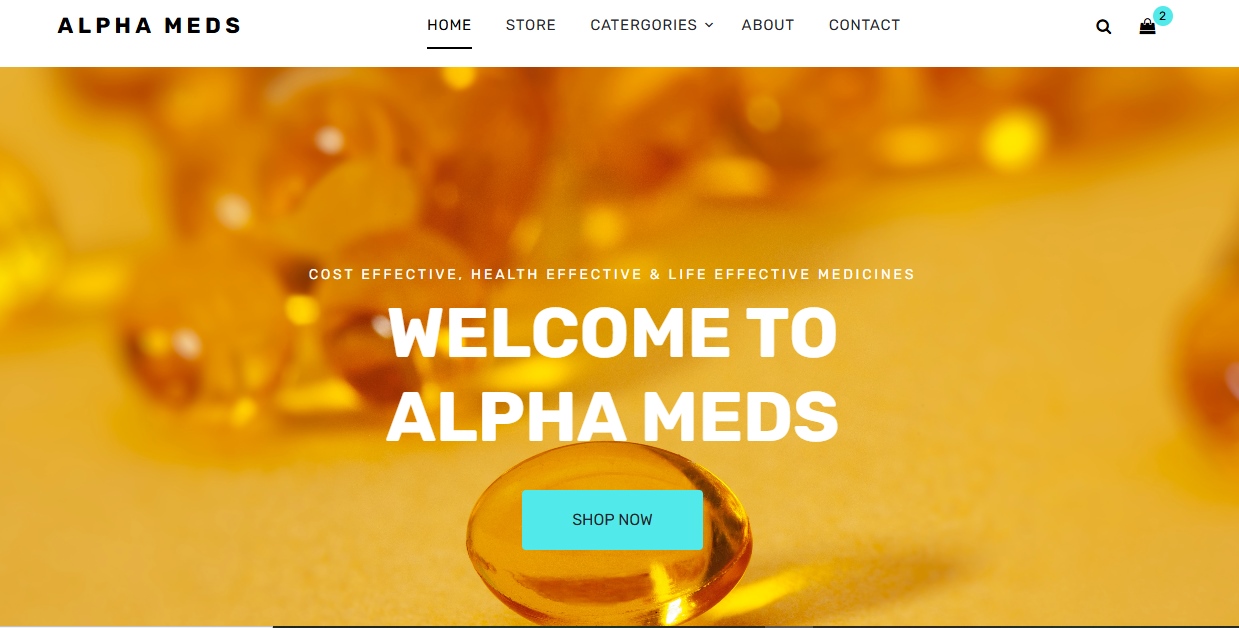 ALPHA MEDS
HOME STORE CATERGORIES ABOUT CONTACT
2
COST EFFECTIVE, HEALTH EFFECTIVE & LIFE EFFECTIVE MEDICINES
WELCOME TO
ALPHA MEDS
SHOP NOW